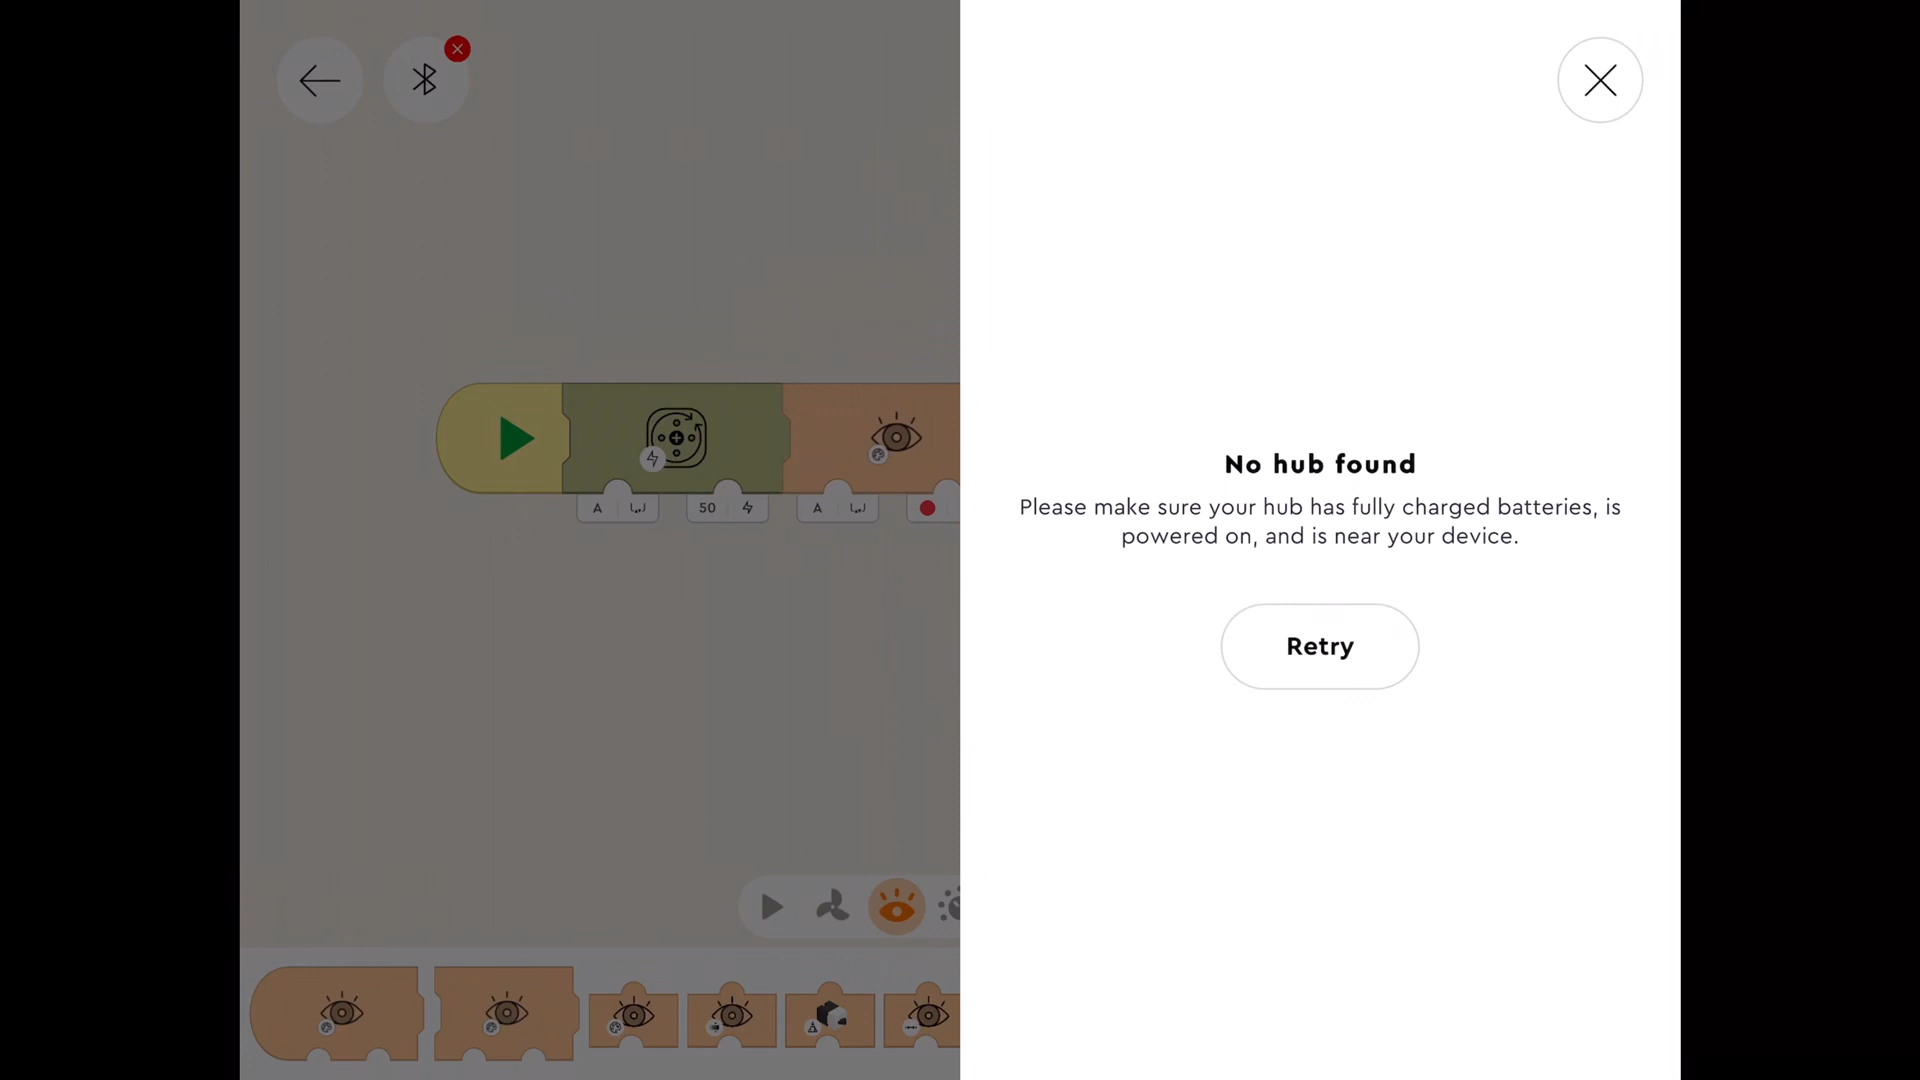 A
50
A
No hub found
Please make sure your hub has fully charged batteries, is
powered on, and is near your device.
Retry